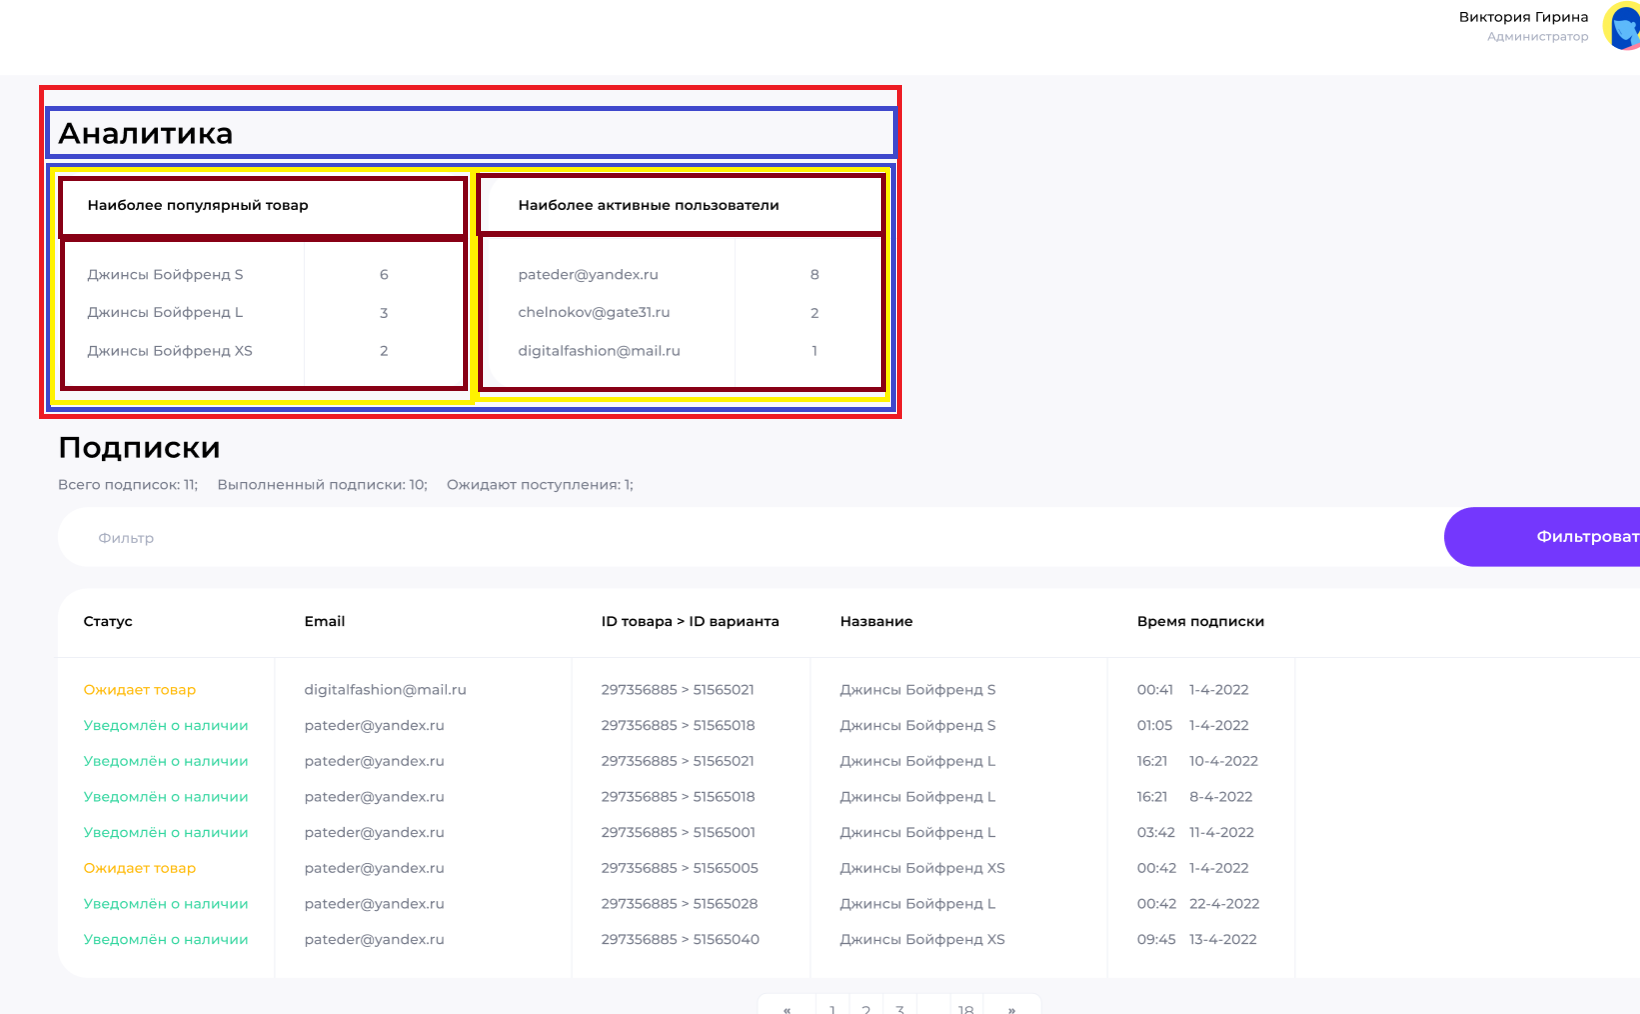 Виктория Гирина
Администратор
Аналитика
Наиболее популярный товар
Джинсы Бойфренд S 6
Джинсы Бойфренд L 3
Джинсы Бойфренд XS 2
Наиболее активные пользователи
pateder@yandex.ru 8
chelnokov@gate31.ru 2
digitalfashion@mail.ru 1
Подписки
Всего подписок: 11; Выполненный подписки: 10; Ожидают поступления: 1;
Фильтр Фильтроват
Статус Email ID товара > ID варианта Название Время подписки
Ожидает товар digitalfashion@mail.ru 297356885 > 51565021 Джинсы Бойфренд S 00:41 1-4-2022
Уведомлён о наличии pateder@yandex.ru 297356885 > 51565018 Джинсы Бойфренд S 01:05 1-4-2022
Уведомлён о наличии pateder@yandex.ru 297356885 > 51565021 Джинсы Бойфренд L 16:21 10-4-2022
Уведомлён о наличии pateder@yandex.ru 297356885 > 51565018 Джинсы Бойфренд L 16:21 8-4-2022
Уведомлён о наличии pateder@yandex.ru 297356885 > 51565001 Джинсы Бойфренд L 03:42 11-4-2022
Ожидает товар pateder@yandex.ru 297356885 > 51565005 Джинсы Бойфренд XS 00:42 1-4-2022
Уведомлён о наличии pateder@yandex.ru 297356885 > 51565028 Джинсы Бойфренд L 00:42 22-4-2022
Уведомлён о наличии pateder@yandex.ru 297356885 > 51565040 Джинсы Бойфренд XS 09:45 13-4-2022
« 1 2 3 18 »